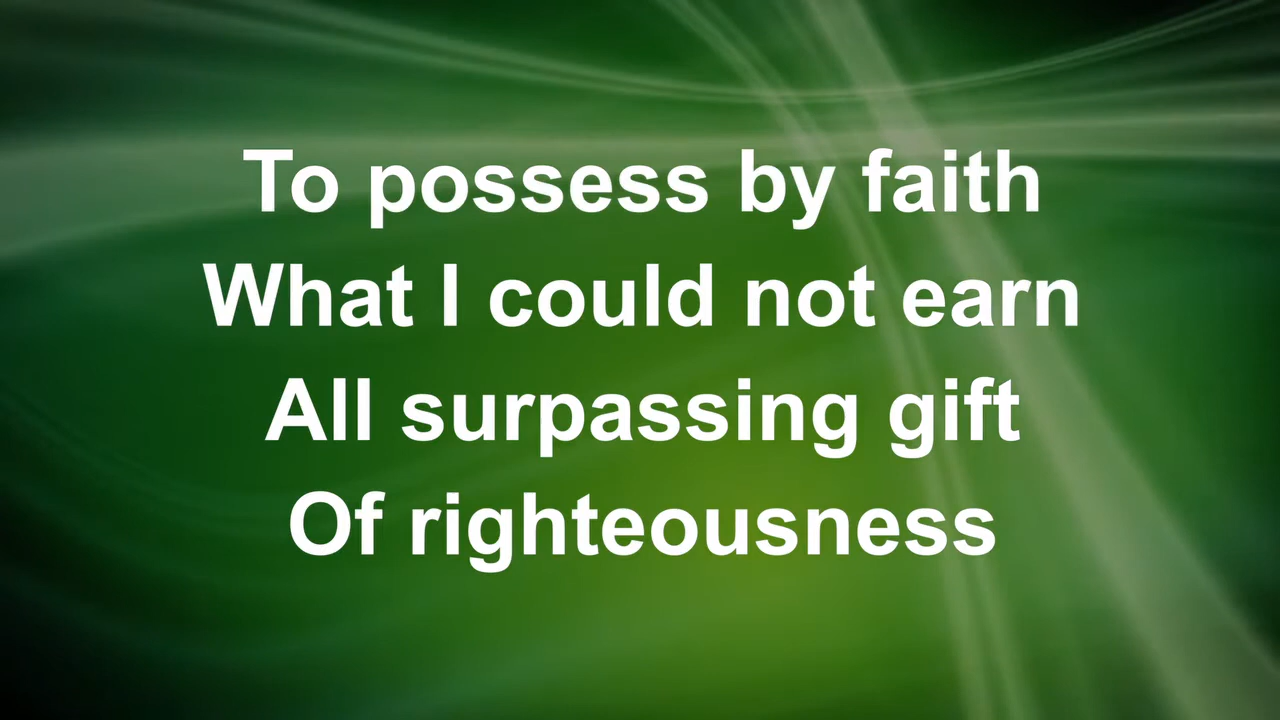 To possess by faith
What I could not earn
All surpassing gift
Of righteousness